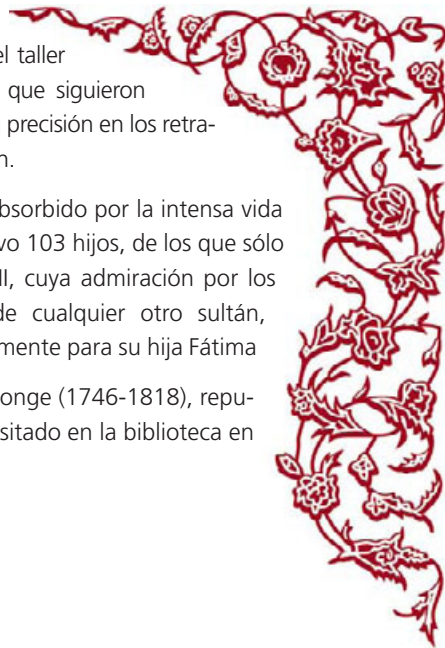 el taller
que siguieron
precisión en los retra-
n.
bsorbido por la intensa vida
vo 103 hijos, de los que sólo
II, cuya admiración por los
de cualquier otro sultán,
mente para su hija Fátima
onge (1746-1818), repu-
sitado en la biblioteca en